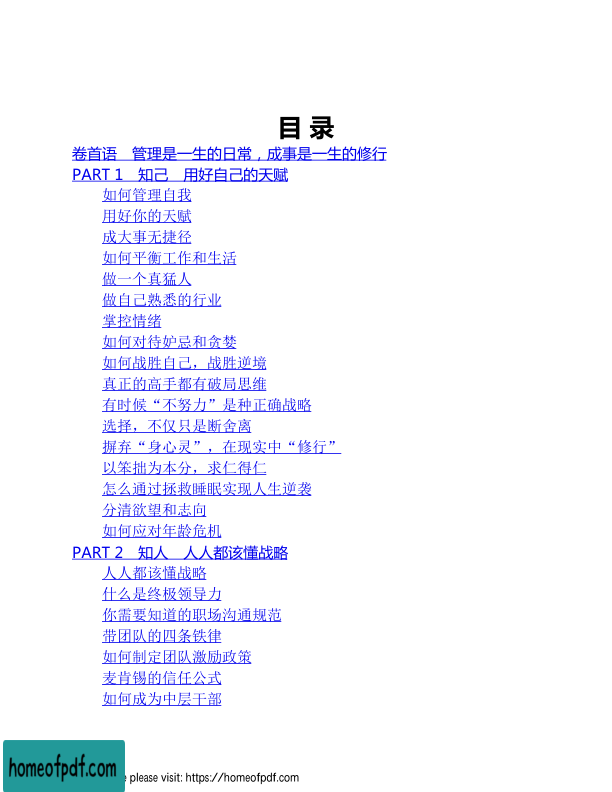 目 录
卷首语　管理是一生的日常，成事是一生的修行
PART 1　知己　用好自己的天赋
如何管理自我
用好你的天赋
成大事无捷径
如何平衡工作和生活
做一个真猛人
做自己熟悉的行业
掌控情绪
如何对待妒忌和贪婪
如何战胜自己，战胜逆境
真正的高手都有破局思维
有时候“不努力”是种正确战略
选择，不仅只是断舍离
摒弃“身心灵”，在现实中“修行”
以笨拙为本分，求仁得仁
怎么通过拯救睡眠实现人生逆袭
分清欲望和志向
如何应对年龄危机
PART 2　知人　人人都该懂战略
人人都该懂战略
什么是终极领导力
你需要知道的职场沟通规范
带团队的四条铁律
如何制定团队激励政策
麦肯锡的信任公式
如何成为中层干部
homeofpdf.com
please visit: https://homeofpdf.com